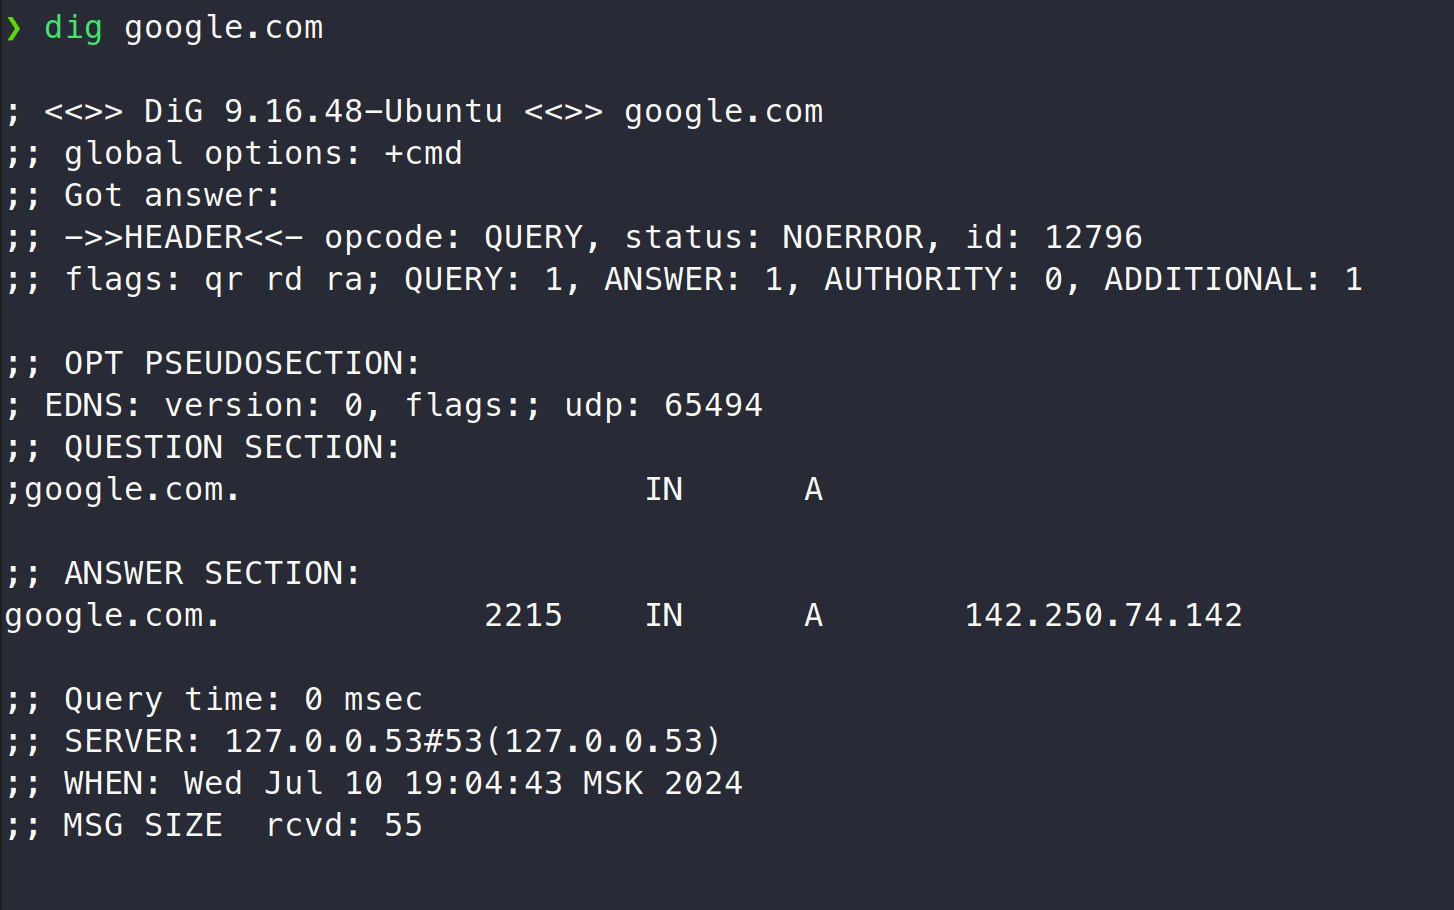 ❯ dig google.com
; <<>> DiG 9.16.48-Ubuntu <<>> google.com
;; global options: +cmd
;; Got answer:
;; ->>HEADER<<- opcode: QUERY, status: NOERROR, id: 12796
;; flags: qr rd ra; QUERY: 1, ANSWER: 1, AUTHORITY: 0, ADDITIONAL: 1
;; OPT PSEUDOSECTION:
; EDNS: version: 0, flags:; udp: 65494
;; QUESTION SECTION:
;google.com. IN A
;; ANSWER SECTION:
google.com. 2215 IN A 142.250.74.142
;; Query time: 0 msec
;; SERVER: 127.0.0.53#53(127.0.0.53)
;; WHEN: Wed Jul 10 19:04:43 MSK 2024
;; MSG SIZE  rcvd: 55